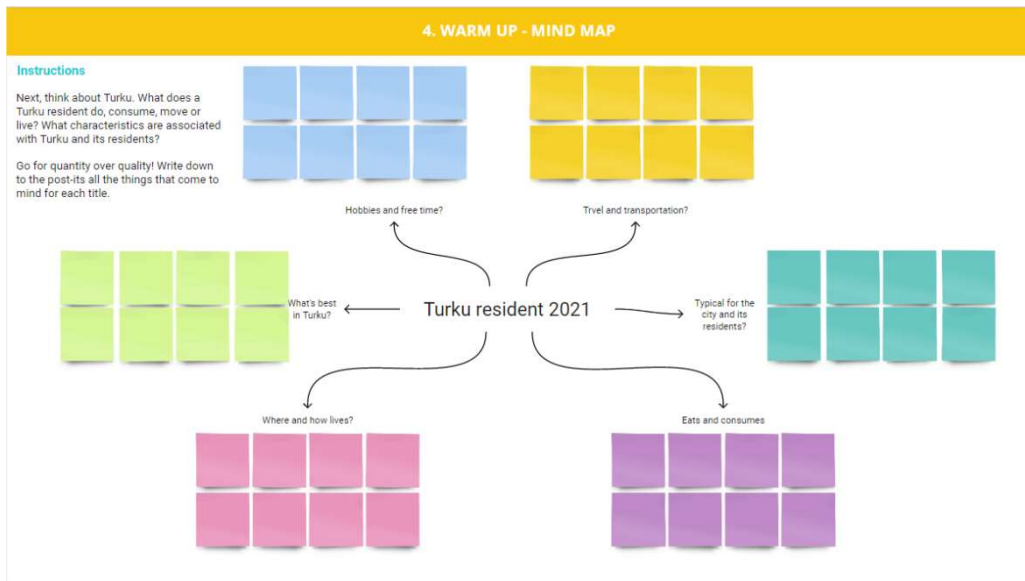 4. WARM UP - MIND MAP
Instructions
Next, think about Turku. What does a
Turku resident do, consume, move or
live? What characteristics are associated
with Turku and its residents?
Go for quantity over quality! Write down
to the post-its all the things that come to
mind for each title.
Hobbies and free time?
Trvel and transportation?
What's best
in Turku?
Turku resident 2021
Typical for the
city and its
residents?
Where and how lives?
Eats and consumes